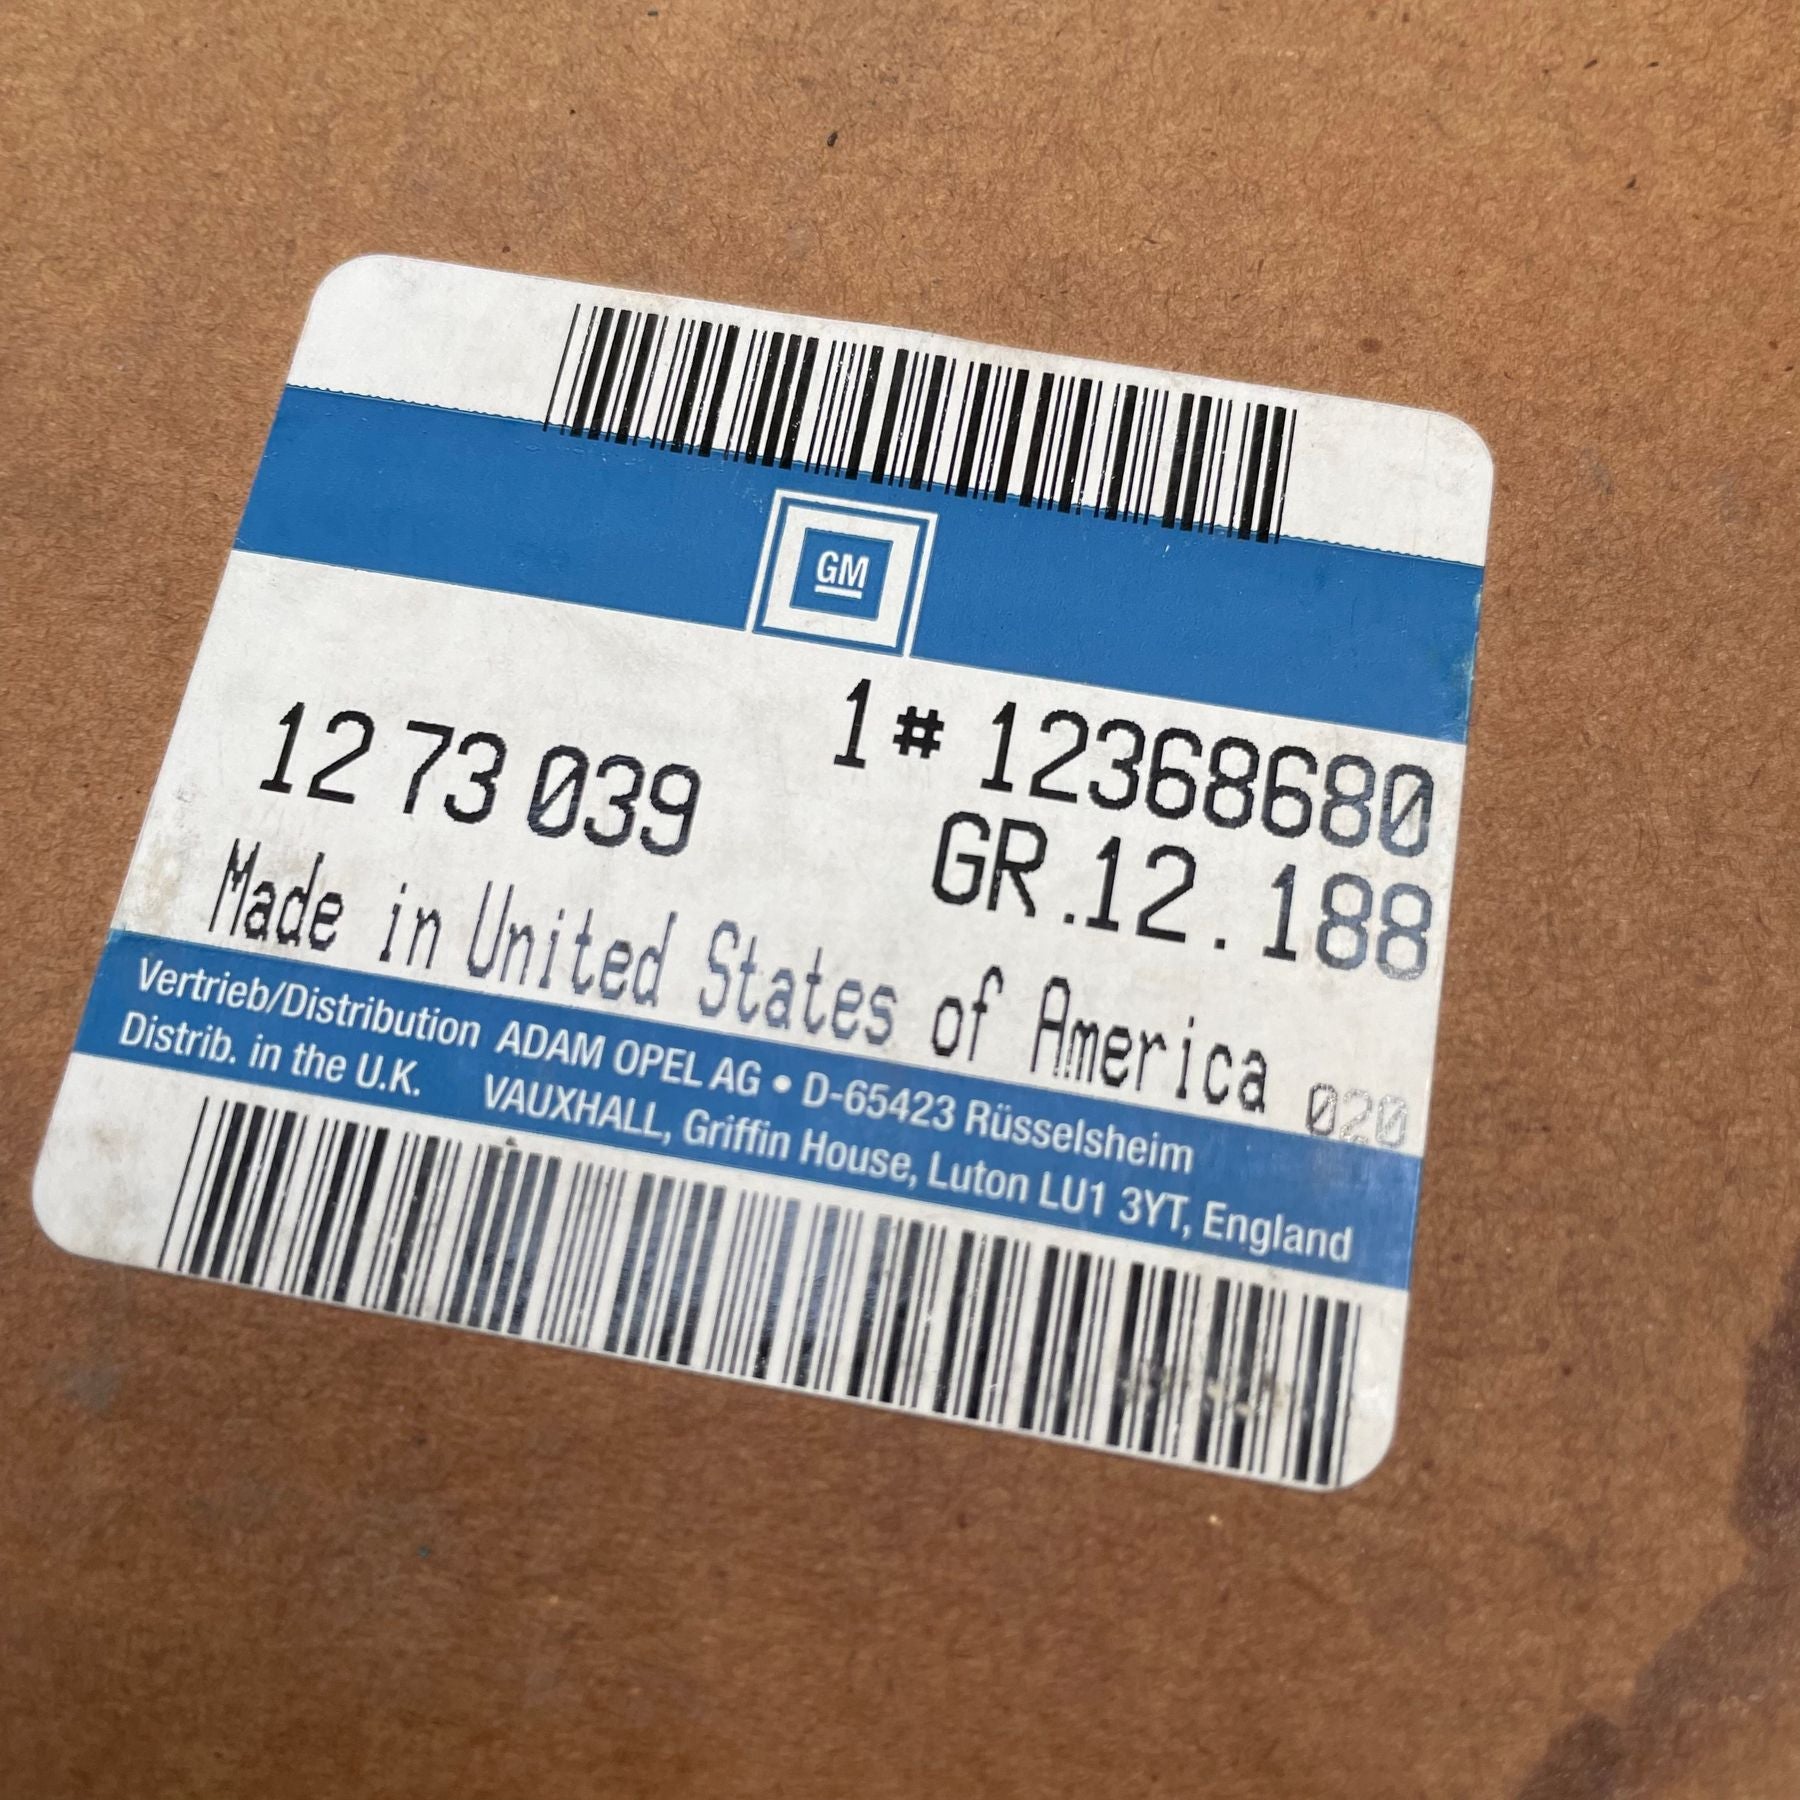 GM
1# 12368680
12 73 039
GR.12.188
Made in United States of America 020
Vertrieb/Distribution ADAM OPEL AG • D-65423 Rüsselsheim
Distrib. in the U.K. VAUXHALL, Griffin House, Luton LU1 3YT, England